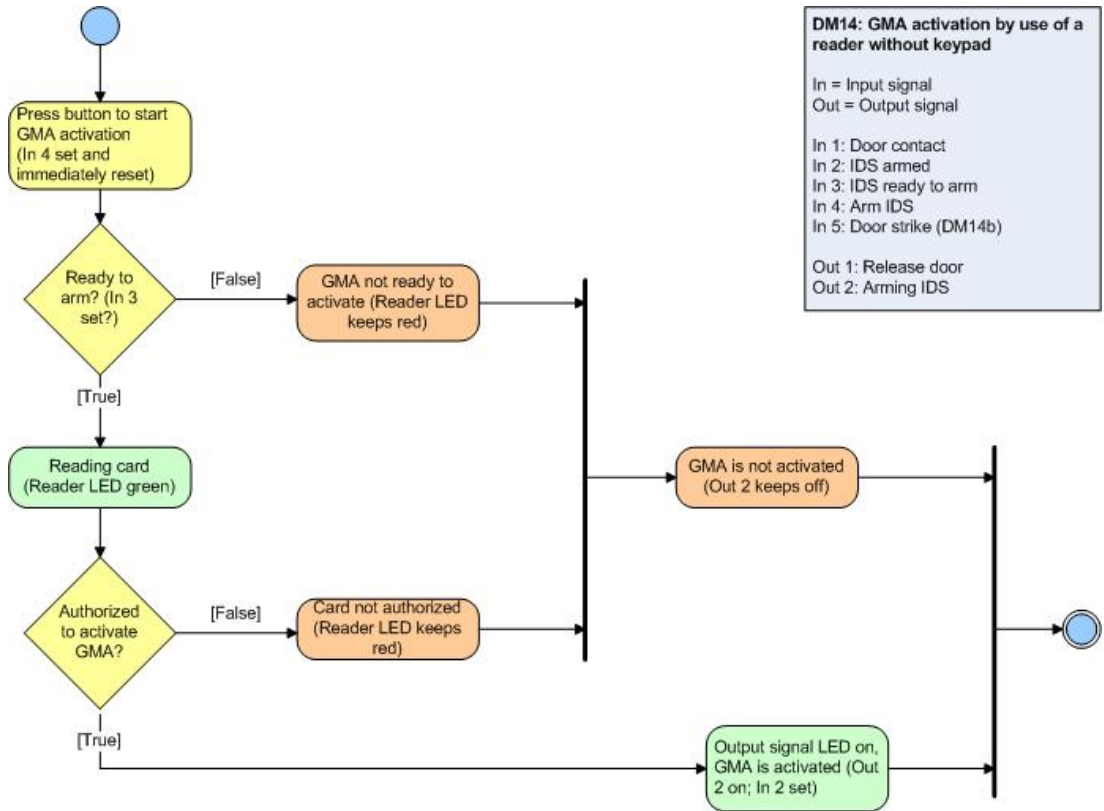 DM14: GMA activation by use of a
reader without keypad
In = Input signal
Out = Output signal
In 1: Door contact
In 2: IDS armed
In 3: IDS ready to arm
In 4: Arm IDS
In 5: Door strike (DM14b)
Out 1: Release door
Out 2: Arming IDS
Press button to start
GMA activation
(In 4 set and
immediately reset)
Ready to
arm? (In 3
set?)
[False]
GMA not ready to
activate (Reader LED
keeps red)
[True]
Reading card
(Reader LED green)
GMA is not activated
(Out 2 keeps off)
Authorized
to activate
GMA?
[False]
Card not authorized
(Reader LED keeps
red)
[True]
Output signal LED on,
GMA is activated (Out
2 on; In 2 set)